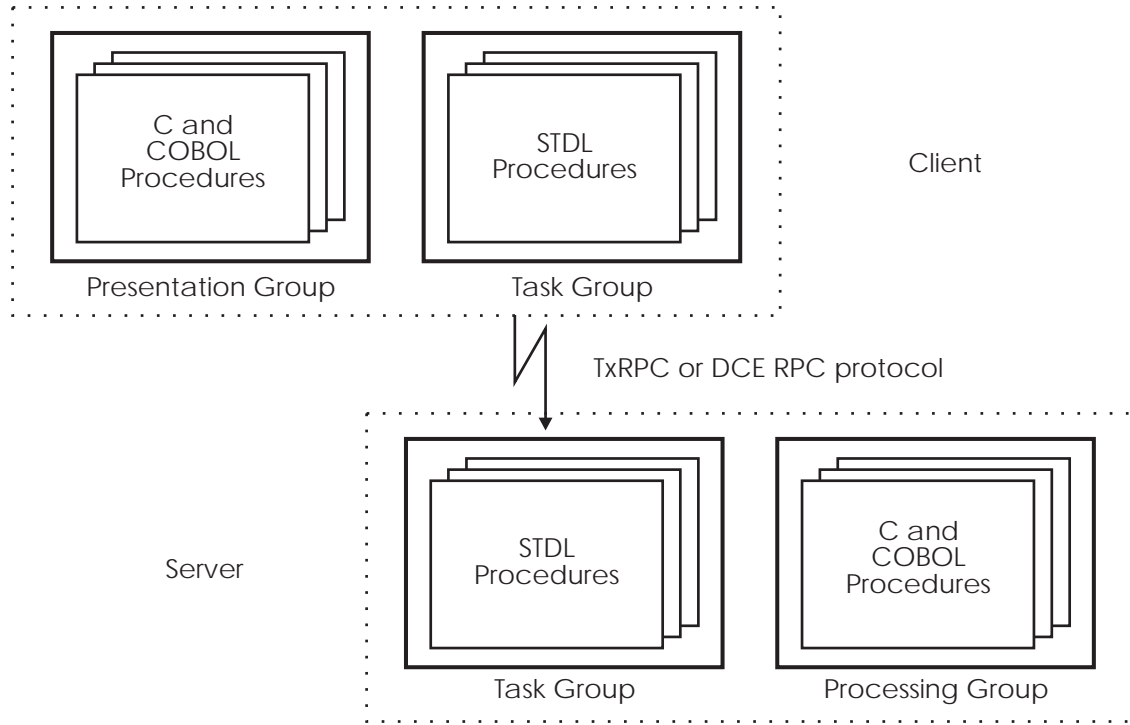 C and
COBOL
Procedures
STDL
Procedures
Client
Presentation Group
Task Group
TxRPC or DCE RPC protocol
Server
STDL
Procedures
C and
COBOL
Procedures
Task Group
Processing Group